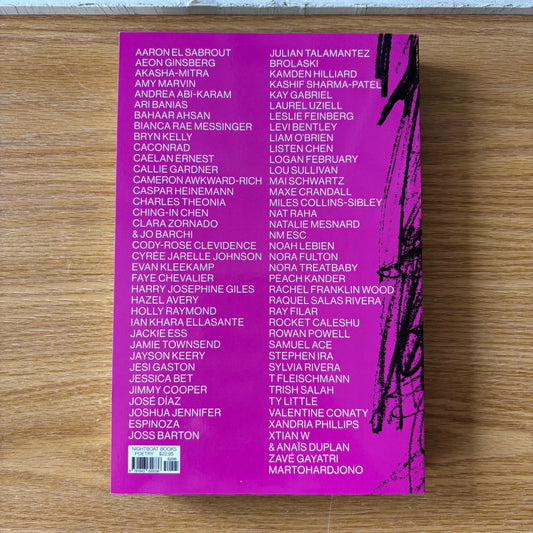 AARON EL SABROUT
AEON GINSBERG
AKASHA-MITRA
AMY MARVIN
ANDREA ABI-KARAM
ARI BANIAS
BAHAAR AHSAN
BIANCA RAE MESSINGER
BRYN KELLY
CACONRAD
CAELAN ERNEST
CALLIE GARDNER
CAMERON AWKWARD-RICH
CASPAR HEINEMANN
CHARLES THEONIA
CHING-IN CHEN
CLARA ZORNADO
& JO BARCHI
CODY-ROSE CLEVIDENCE
CYRÉE JARELLE JOHNSON
EVAN KLEEKAMP
FAYE CHEVALIER
HARRY JOSEPHINE GILES
HAZEL AVERY
HOLLY RAYMOND
IAN KHARA ELLASANTE
JACKIE ESS
JAMIE TOWNSEND
JAYSON KEERY
JESI GASTON
JESSICA BET
JIMMY COOPER
JOSÉ DÍAZ
JOSHUA JENNIFER
ESPINOZA
JOSS BARTON
JULIAN TALAMANTEZ
BROLASKI
KAMDEN HILLIARD
KASHIF SHARMA-PATEL
KAY GABRIEL
LAUREL UZIELL
LESLIE FEINBERG
LEVI BENTLEY
LIAM O'BRIEN
LISTEN CHEN
LOGAN FEBRUARY
LOU SULLIVAN
MAI SCHWARTZ
MAXE CRANDALL
MILES COLLINS-SIBLEY
NAT RAHA
NATALIE MESNARD
NM ESC
NOAH LEBIEN
NORA FULTON
NORA TREATBABY
PEACH KANDER
RACHEL FRANKLIN WOOD
RAQUEL SALAS RIVERA
RAY FILAR
ROCKET CALESHU
ROWAN POWELL
SAMUEL ACE
STEPHEN IRA
SYLVIA RIVERA
T FLEISCHMANN
TRISH SALAH
TY LITTLE
VALENTINE CONATY
XANDRIA PHILLIPS
XTIAN W
& ANAÏS DUPLAN
ZAVÉ GAYATRI
MARTOHARDJONO
NIGHTBOAT BOOKS
POETRY $22.95